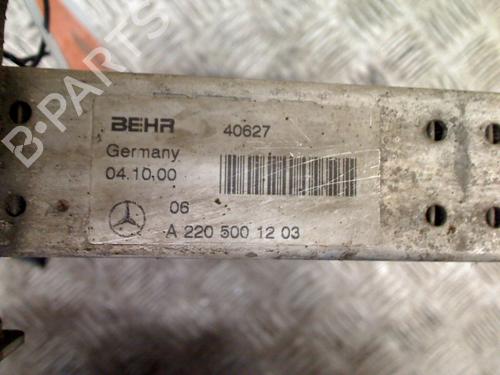 BEHR 40627
Germany
04.10.00
06
A 220 500 12 03
B-PARTS